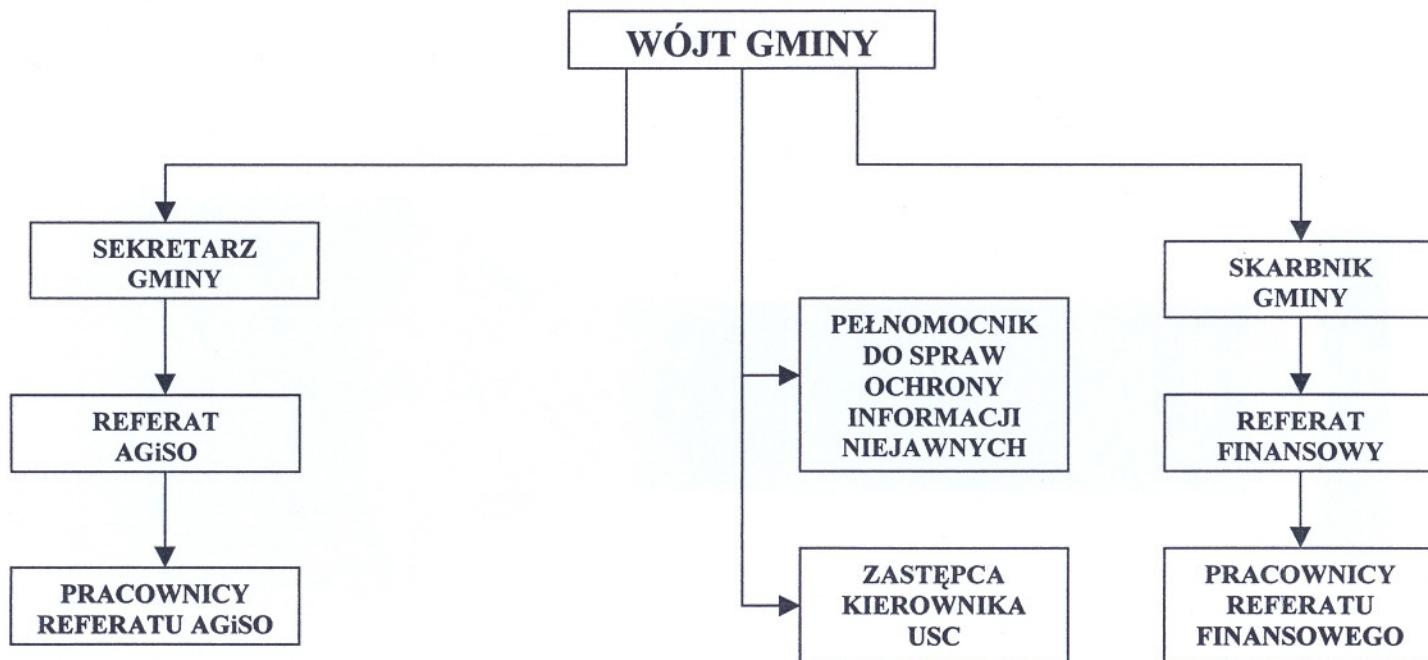 WÓJT GMINY
SEKRETARZ
GMINY
SKARBNIK
GMINY
PEŁNOMOCNIK
DO SPRAW
OCHRONY
INFORMACJI
NIEJAWNYCH
REFERAT
AGiSO
REFERAT
FINANSOWY
PRACOWNICY
REFERATU AGiSO
ZASTĘPCA
KIEROWNIKA
USC
PRACOWNICY
REFERATU
FINANSOWEGO